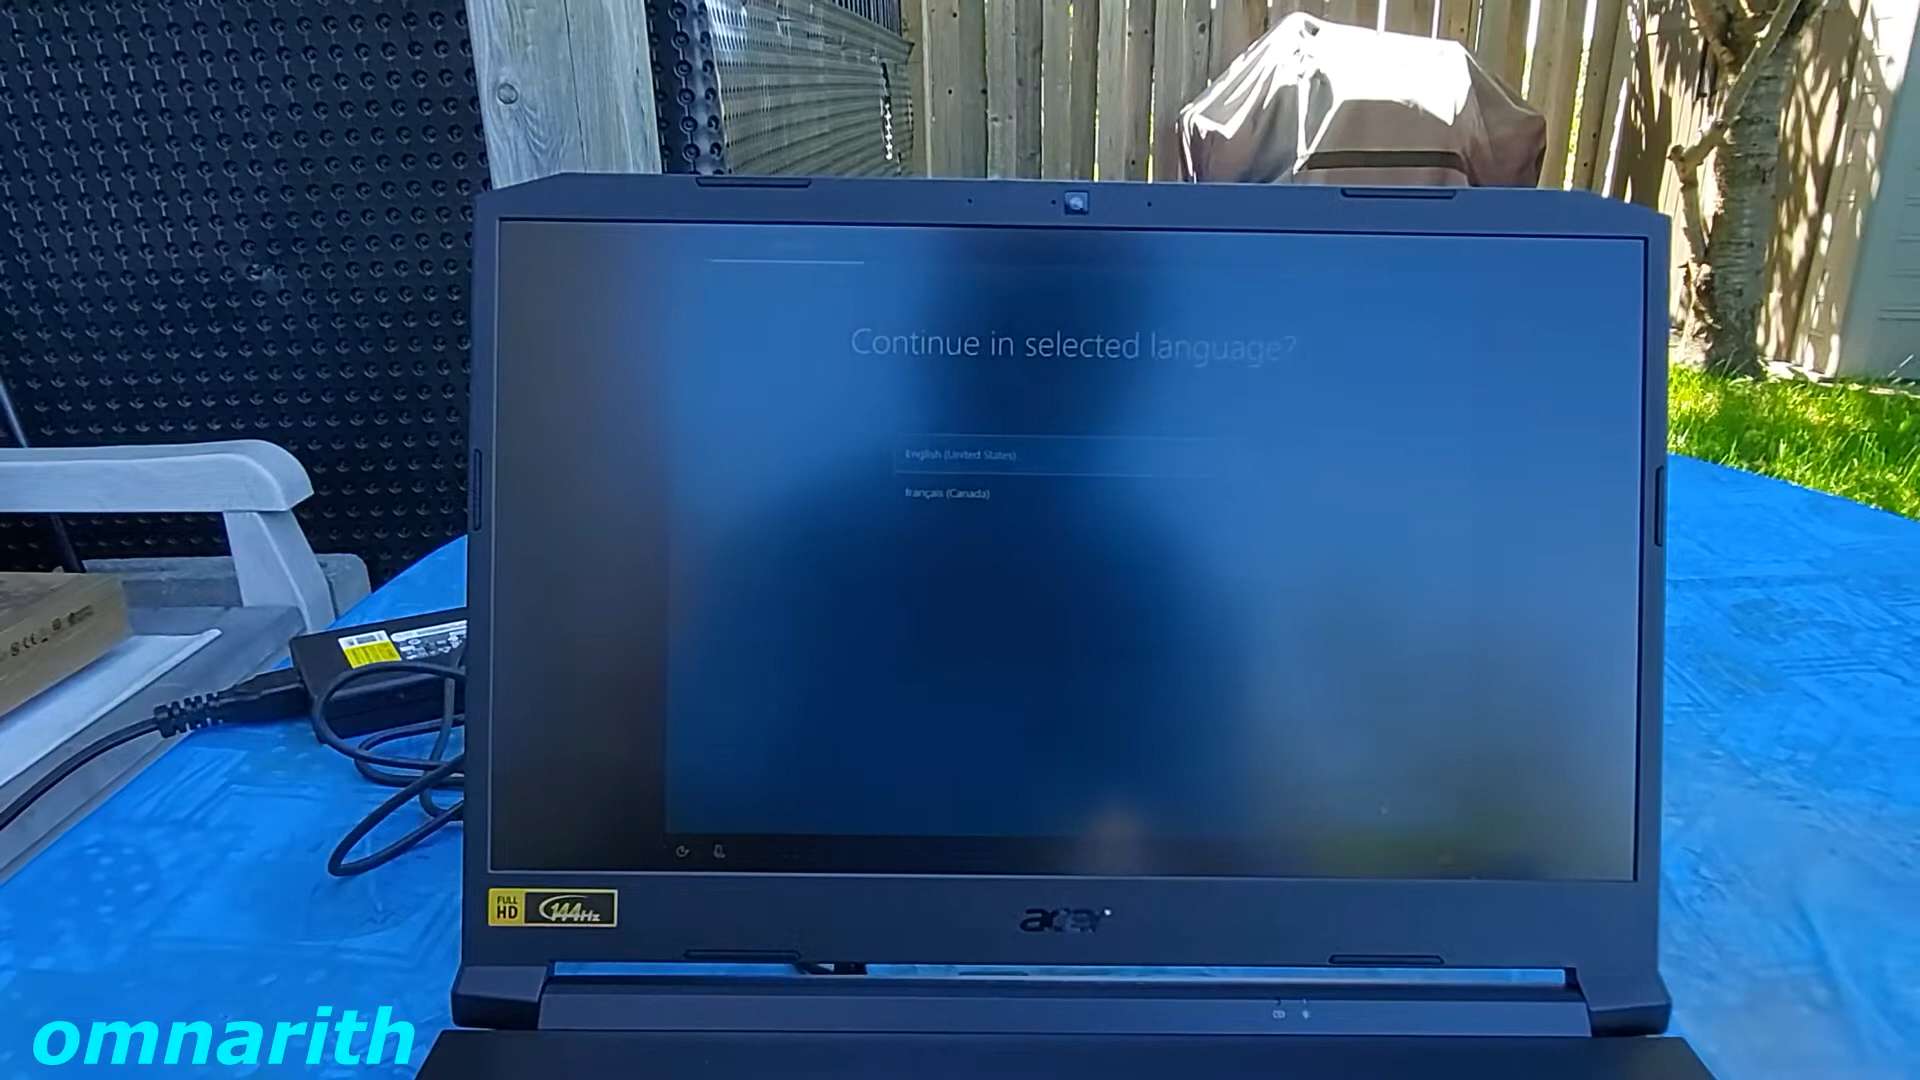 Continue in selected language?
English (United States)
français (Canada)
FULL
HD
144Hz
acer
omnarith